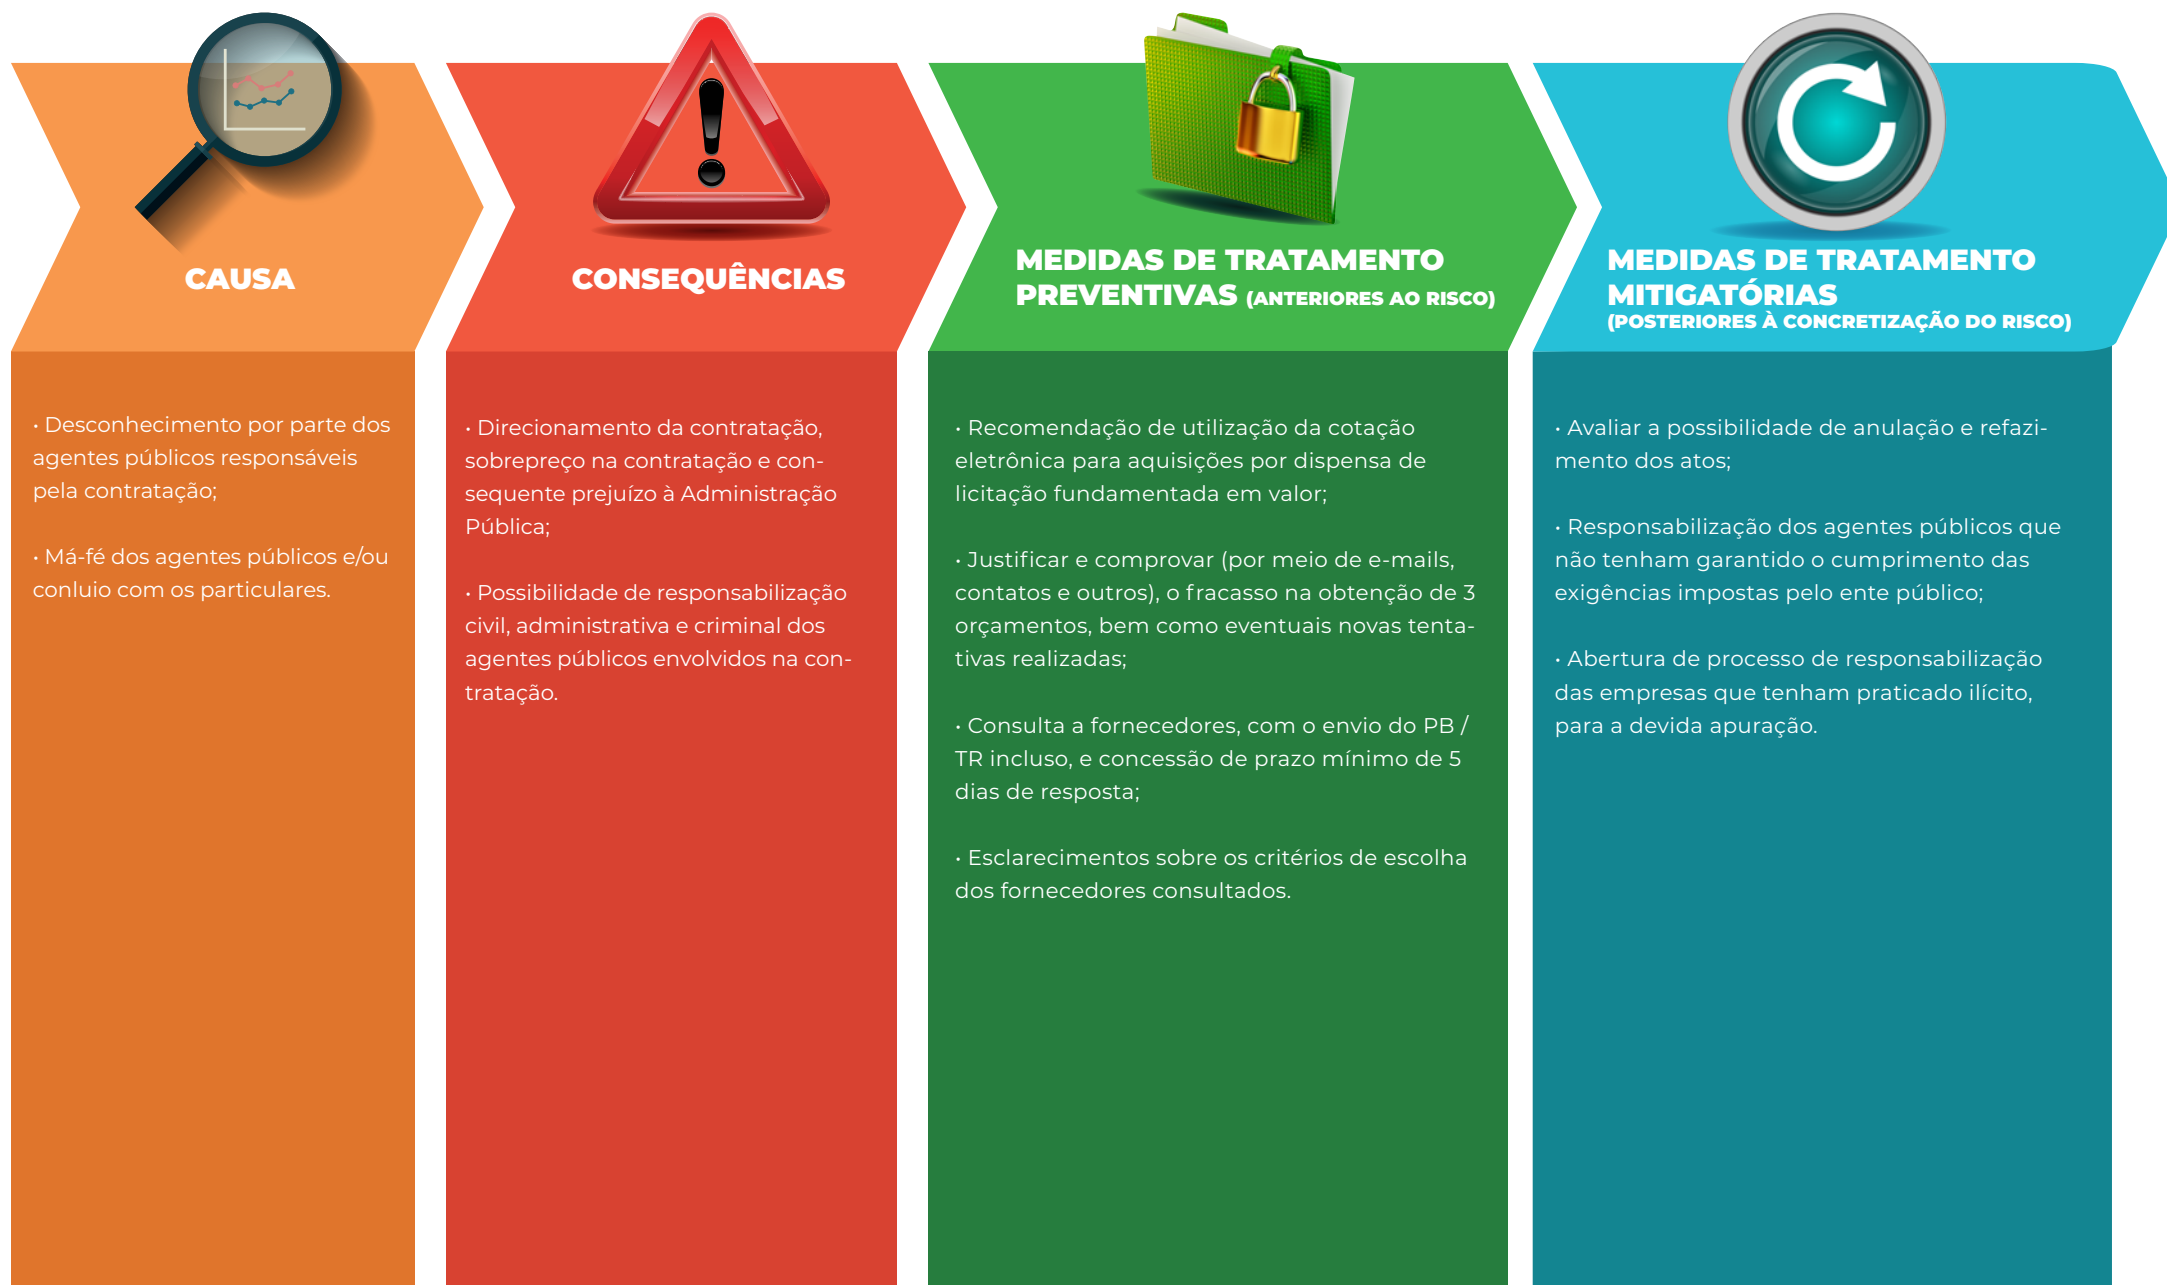 CAUSA
• Desconhecimento por parte dos
agentes públicos responsáveis
pela contratação;
• Má-fé dos agentes públicos e/ou
conluio com os particulares.
CONSEQUÊNCIAS
• Direcionamento da contratação,
sobrepreço na contratação e con-
sequente prejuízo à Administração
Pública;
• Possibilidade de responsabilização
civil, administrativa e criminal dos
agentes públicos envolvidos na con-
tratação.
MEDIDAS DE TRATAMENTO
PREVENTIVAS (ANTERIORES AO RISCO)
• Recomendação de utilização da cotação
eletrônica para aquisições por dispensa de
licitação fundamentada em valor;
• Justificar e comprovar (por meio de e-mails,
contatos e outros), o fracasso na obtenção de 3
orçamentos, bem como eventuais novas tenta-
tivas realizadas;
• Consulta a fornecedores, com o envio do PB /
TR incluso, e concessão de prazo mínimo de 5
dias de resposta;
• Esclarecimentos sobre os critérios de escolha
dos fornecedores consultados.
MEDIDAS DE TRATAMENTO
MITIGATÓRIAS
(POSTERIORES À CONCRETIZAÇÃO DO RISCO)
• Avaliar a possibilidade de anulação e refazi-
mento dos atos;
• Responsabilização dos agentes públicos que
não tenham garantido o cumprimento das
exigências impostas pelo ente público;
• Abertura de processo de responsabilização
das empresas que tenham praticado ilícito,
para a devida apuração.